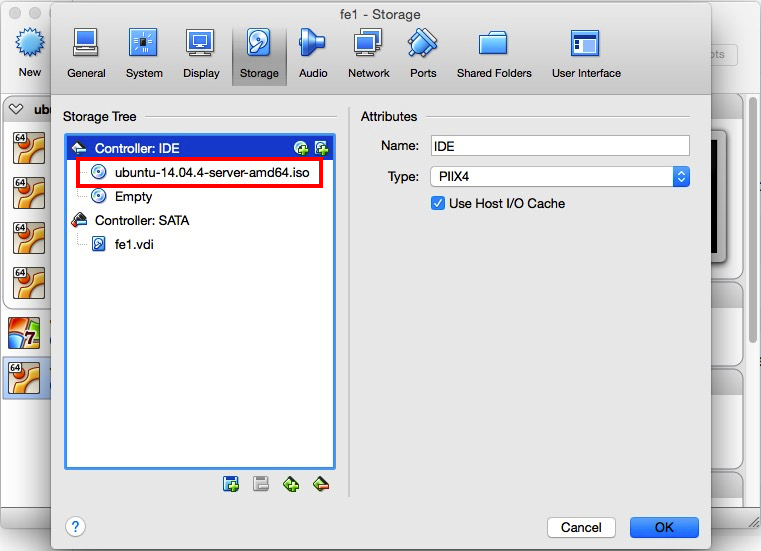 fe1 - Storage
New
General
System
Display
Storage
Audio
Network
Ports
Shared Folders
User Interface
Storage Tree
Controller: IDE
ubuntu-14.04.4-server-amd64.iso
Empty
Controller: SATA
fe1.vdi
Attributes
Name: IDE
Type: PIIX4
Use Host I/O Cache
64
64
64
64
7
64
?
Cancel
OK